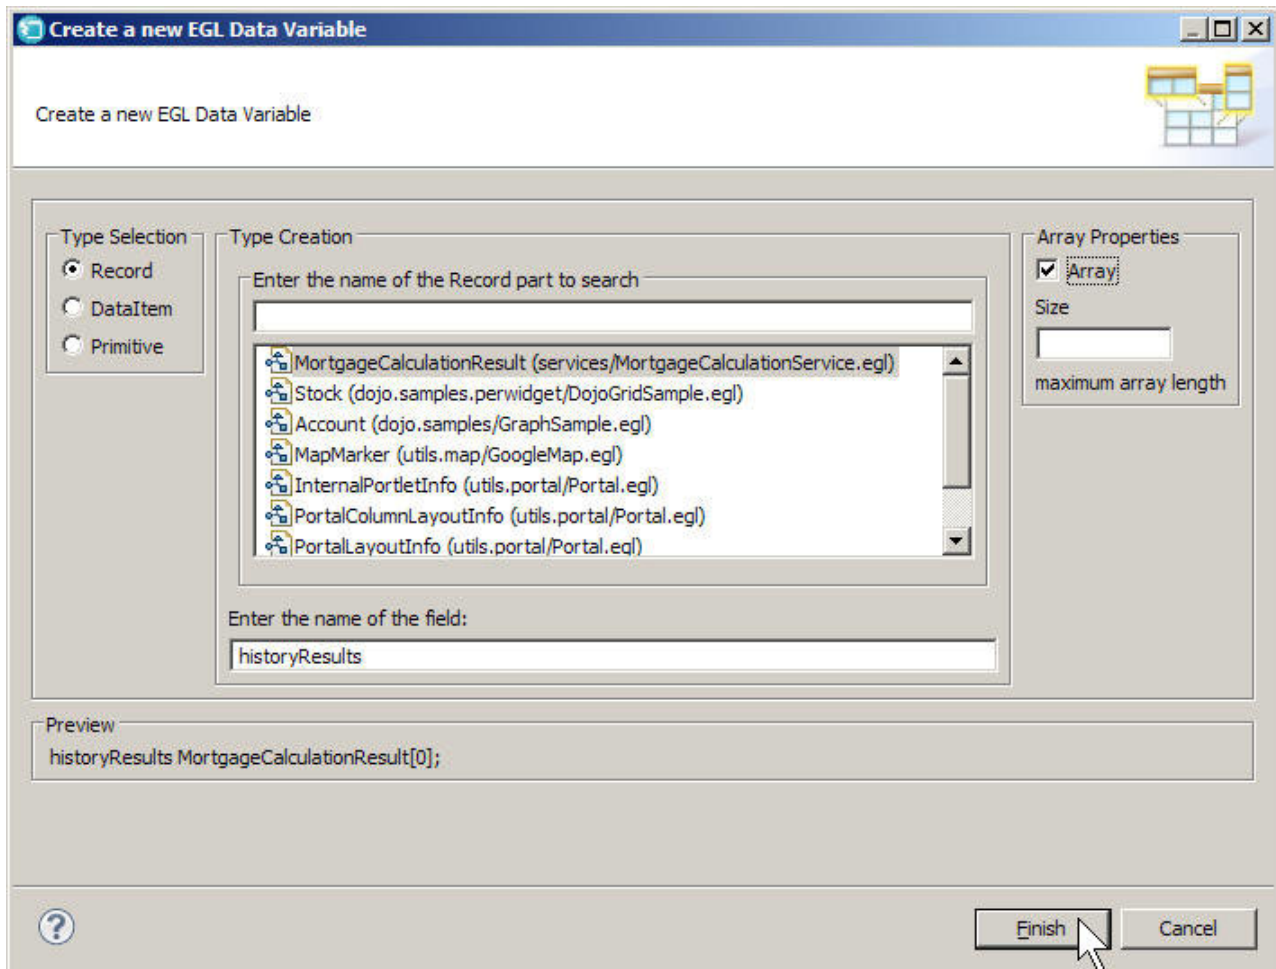 Create a new EGL Data Variable
Create a new EGL Data Variable
Type Selection
Record
DataItem
Primitive
Type Creation
Enter the name of the Record part to search
MortgageCalculationResult (services/MortgageCalculationService.egl)
Stock (dojo.samples.perwidget/DojoGridSample.egl)
Account (dojo.samples/GraphSample.egl)
MapMarker (utils.map/GoogleMap.egl)
InternalPortletInfo (utils.portal/Portal.egl)
PortalColumnLayoutInfo (utils.portal/Portal.egl)
PortalLayoutInfo (utils.portal/Portal.egl)
Enter the name of the field:
historyResults
Array Properties
Array
Size
maximum array length
Preview
historyResults MortgageCalculationResult[0];
?
Finish
Cancel